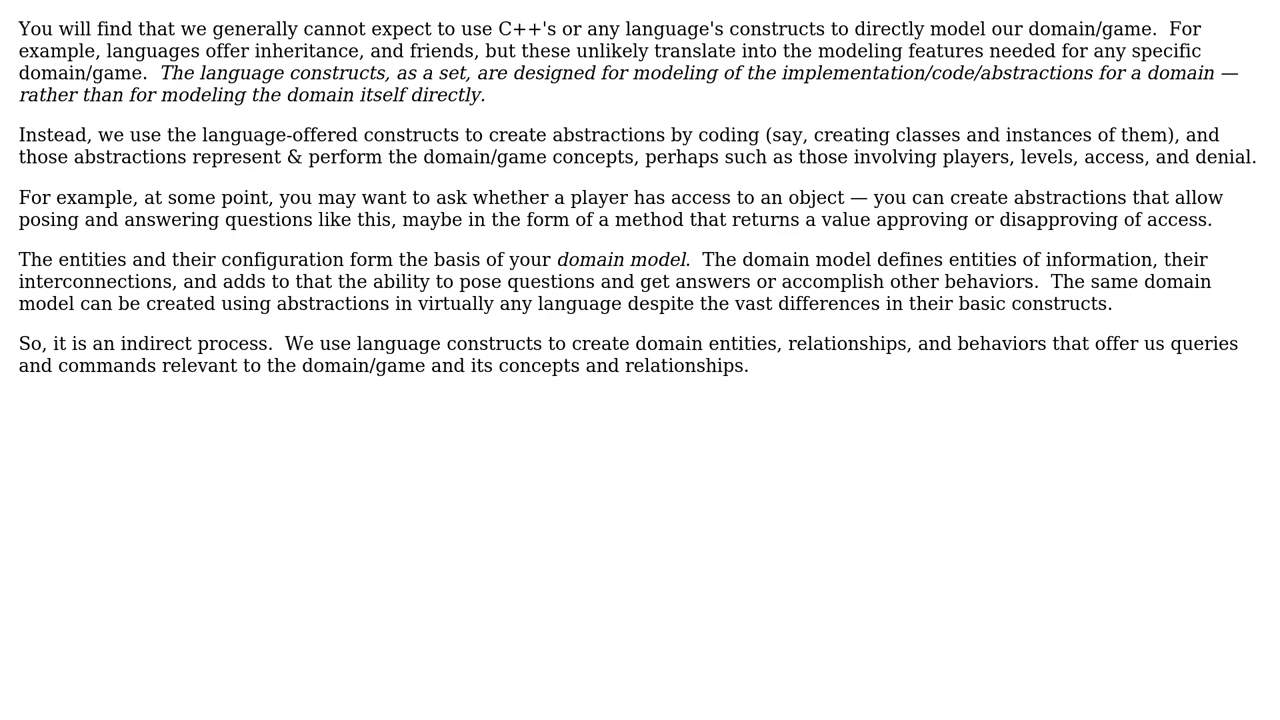 You will find that we generally cannot expect to use C++'s or any language's constructs to directly model our domain/game.  For
example, languages offer inheritance, and friends, but these unlikely translate into the modeling features needed for any specific
domain/game.  The language constructs, as a set, are designed for modeling of the implementation/code/abstractions for a domain —
rather than for modeling the domain itself directly.
Instead, we use the language-offered constructs to create abstractions by coding (say, creating classes and instances of them), and
those abstractions represent & perform the domain/game concepts, perhaps such as those involving players, levels, access, and denial.
For example, at some point, you may want to ask whether a player has access to an object — you can create abstractions that allow
posing and answering questions like this, maybe in the form of a method that returns a value approving or disapproving of access.
The entities and their configuration form the basis of your domain model.  The domain model defines entities of information, their
interconnections, and adds to that the ability to pose questions and get answers or accomplish other behaviors.  The same domain
model can be created using abstractions in virtually any language despite the vast differences in their basic constructs.
So, it is an indirect process.  We use language constructs to create domain entities, relationships, and behaviors that offer us queries
and commands relevant to the domain/game and its concepts and relationships.